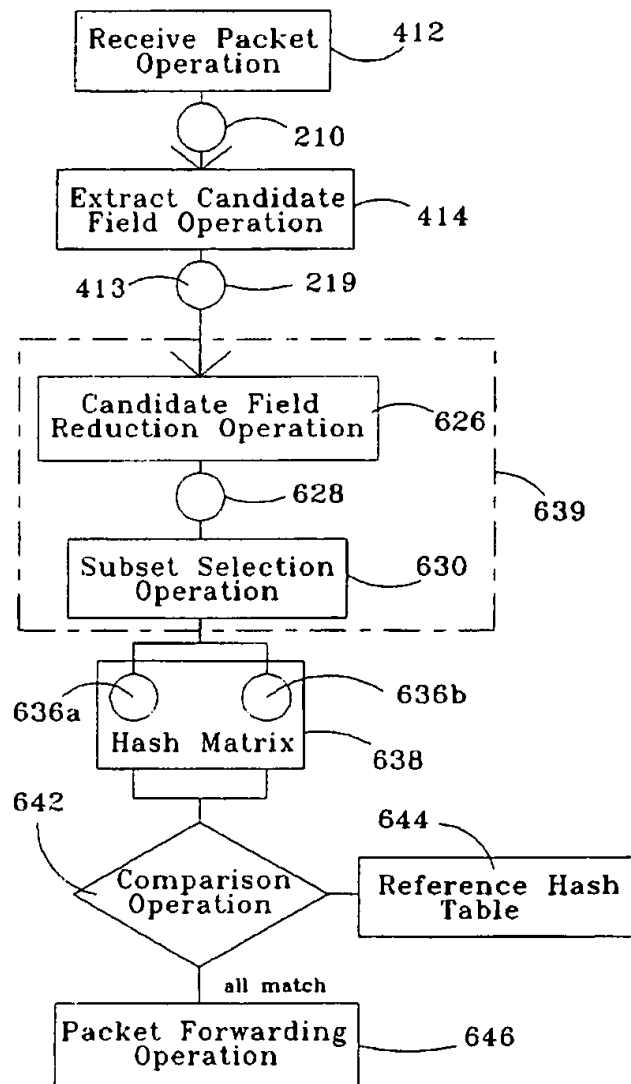 Receive Packet
Operation
412
210
Extract Candidate
Field Operation
414
413
219
Candidate Field
Reduction Operation
626
628
639
Subset Selection
Operation
630
636a
636b
Hash Matrix
638
642
644
Comparison
Operation
Reference Hash
Table
all match
Packet Forwarding
Operation
646